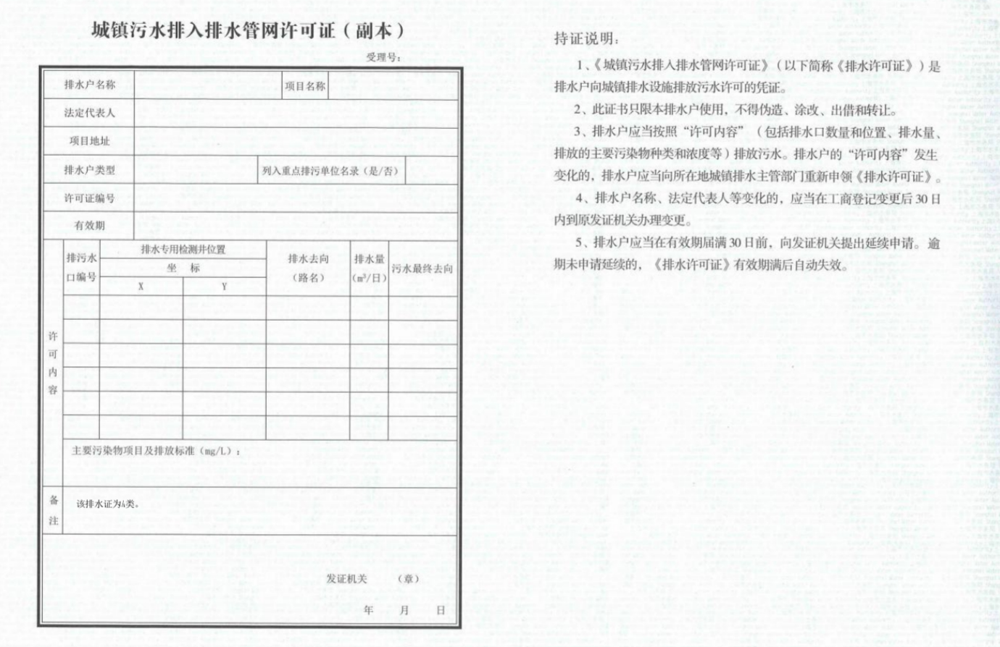 城镇污水排入排水管网许可证（副本）
受理号：
排水户名称
项目名称
法定代表人
项目地址
排水户类型
列入重点排污单位名录（是/否）
许可证编号
有效期
许可内容
排污水口编号
排水专用检测井位置
坐 标
X
Y
排水去向
（路名）
排水量
(m³/日)
污水最终去向
主要污染物项目及排放标准（mg/L）：
备注
该排水证为A类。
发证机关 （章）
年 月 日
持证说明：
1、《城镇污水排入排水管网许可证》（以下简称《排水许可证》）是
排水户向城镇排水设施排放污水许可的凭证。
2、此证书只限本排水户使用，不得伪造、涂改、出借和转让。
3、排水户应当按照“许可内容”（包括排水口数量和位置、排水量、
排放的主要污染物种类和浓度等）排放污水。排水户的“许可内容”发生
变化的，排水户应当向所在地城镇排水主管部门重新申领《排水许可证》。
4、排水户名称、法定代表人等变化的，应当在工商登记变更后 30 日
内到原发证机关办理变更。
5、排水户应当在有效期届满 30 日前，向发证机关提出延续申请。逾
期未申请延续的，《排水许可证》有效期满后自动失效。